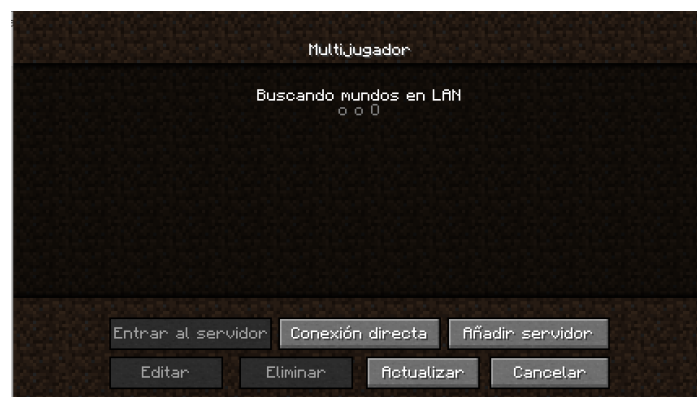 Multijugador
Buscando mundos en LAN
o o O
Entrar al servidor Conexión directa Añadir servidor
Editar Eliminar Actualizar Cancelar